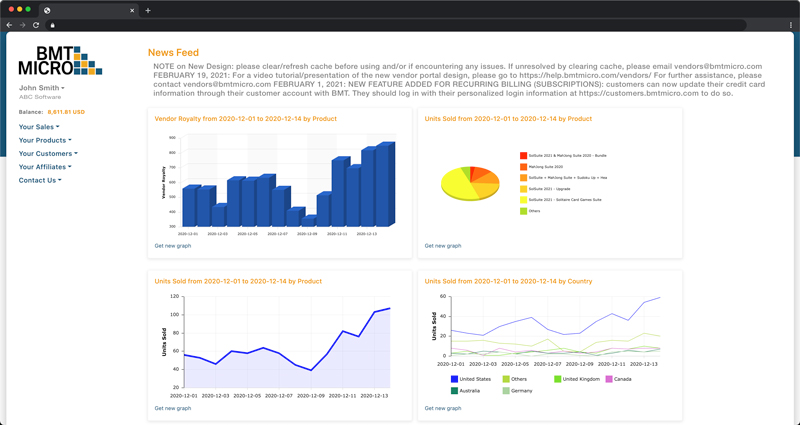 BMT
MICRO
John Smith
ABC Software
Balance: 8,611.61 USD
Your Sales
Your Products
Your Customers
Your Affiliates
Contact Us
News Feed
NOTE on New Design: please clear/refresh cache before using and/or if encountering any issues. If unresolved by clearing cache, please email vendors@bmtmicro.com
FEBRUARY 19, 2021: For a video tutorial/presentation of the new vendor portal design, please go to https://help.bmtmicro.com/vendors/ For further assistance, please
contact vendors@bmtmicro.com FEBRUARY 1, 2021: NEW FEATURE ADDED FOR RECURRING BILLING (SUBSCRIPTIONS): customers can now update their credit card
information through their customer account with BMT. They should log in with their personalized login information at https://customers.bmtmicro.com to do so.
Vendor Royalty from 2020-12-01 to 2020-12-14 by Product
Vendor Royalty
900
800
700
600
500
400
300
2020-12-01 2020-12-03 2020-12-05 2020-12-07 2020-12-09 2020-12-11 2020-12-13
Get new graph
Units Sold from 2020-12-01 to 2020-12-14 by Product
SolSuite 2021 & MahJong Suite 2020 - Bundle
MahJong Suite 2020
SolSuite + MahJong Suite + Sudoku Up + Hex
SolSuite 2021 - Upgrade
SolSuite 2021 - Solitaire Card Games Suite
Others
Get new graph
Units Sold from 2020-12-01 to 2020-12-14 by Product
Units Sold
120
100
80
60
40
20
2020-12-01 2020-12-03 2020-12-05 2020-12-07 2020-12-09 2020-12-11 2020-12-13
Get new graph
Units Sold from 2020-12-01 to 2020-12-14 by Country
Units Sold
60
40
20
0
2020-12-01 2020-12-03 2020-12-05 2020-12-07 2020-12-09 2020-12-11 2020-12-13
United States Others United Kingdom Canada
Australia Germany
Get new graph